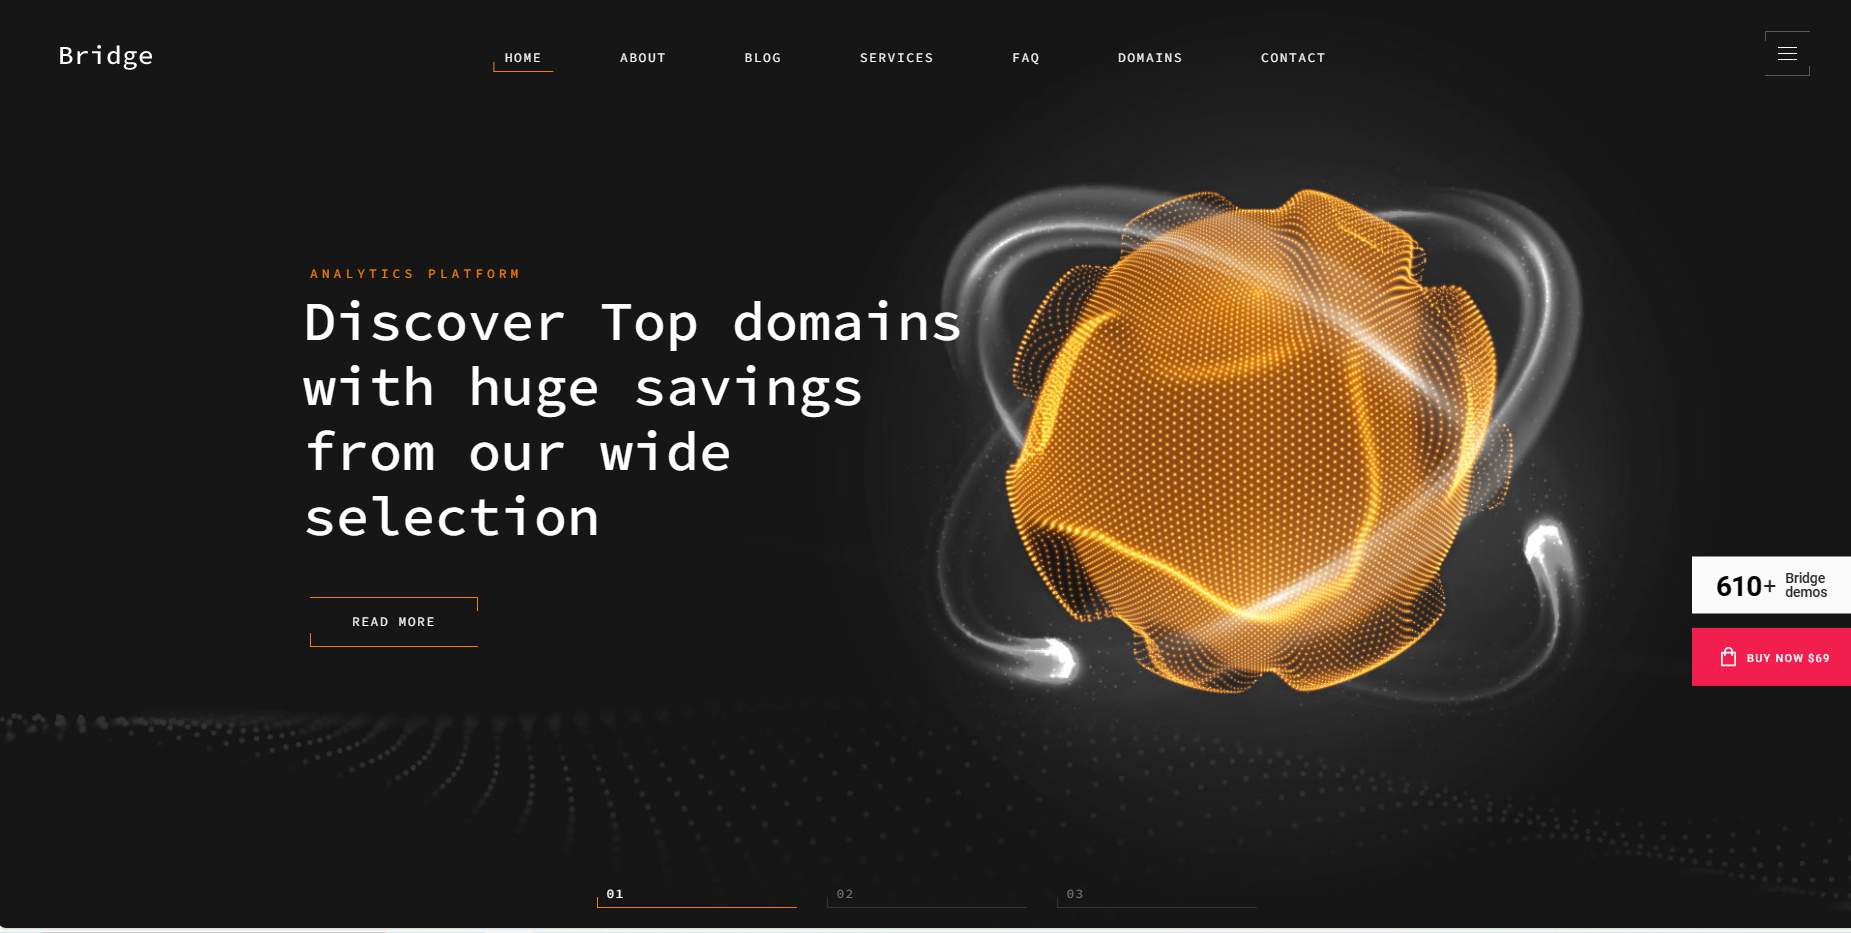 Bridge
HOME
ABOUT
BLOG
SERVICES
FAQ
DOMAINS
CONTACT
ANALYTICS PLATFORM
Discover Top domains
with huge savings
from our wide
selection
READ MORE
610+ Bridge
demos
BUY NOW $69
01
02
03